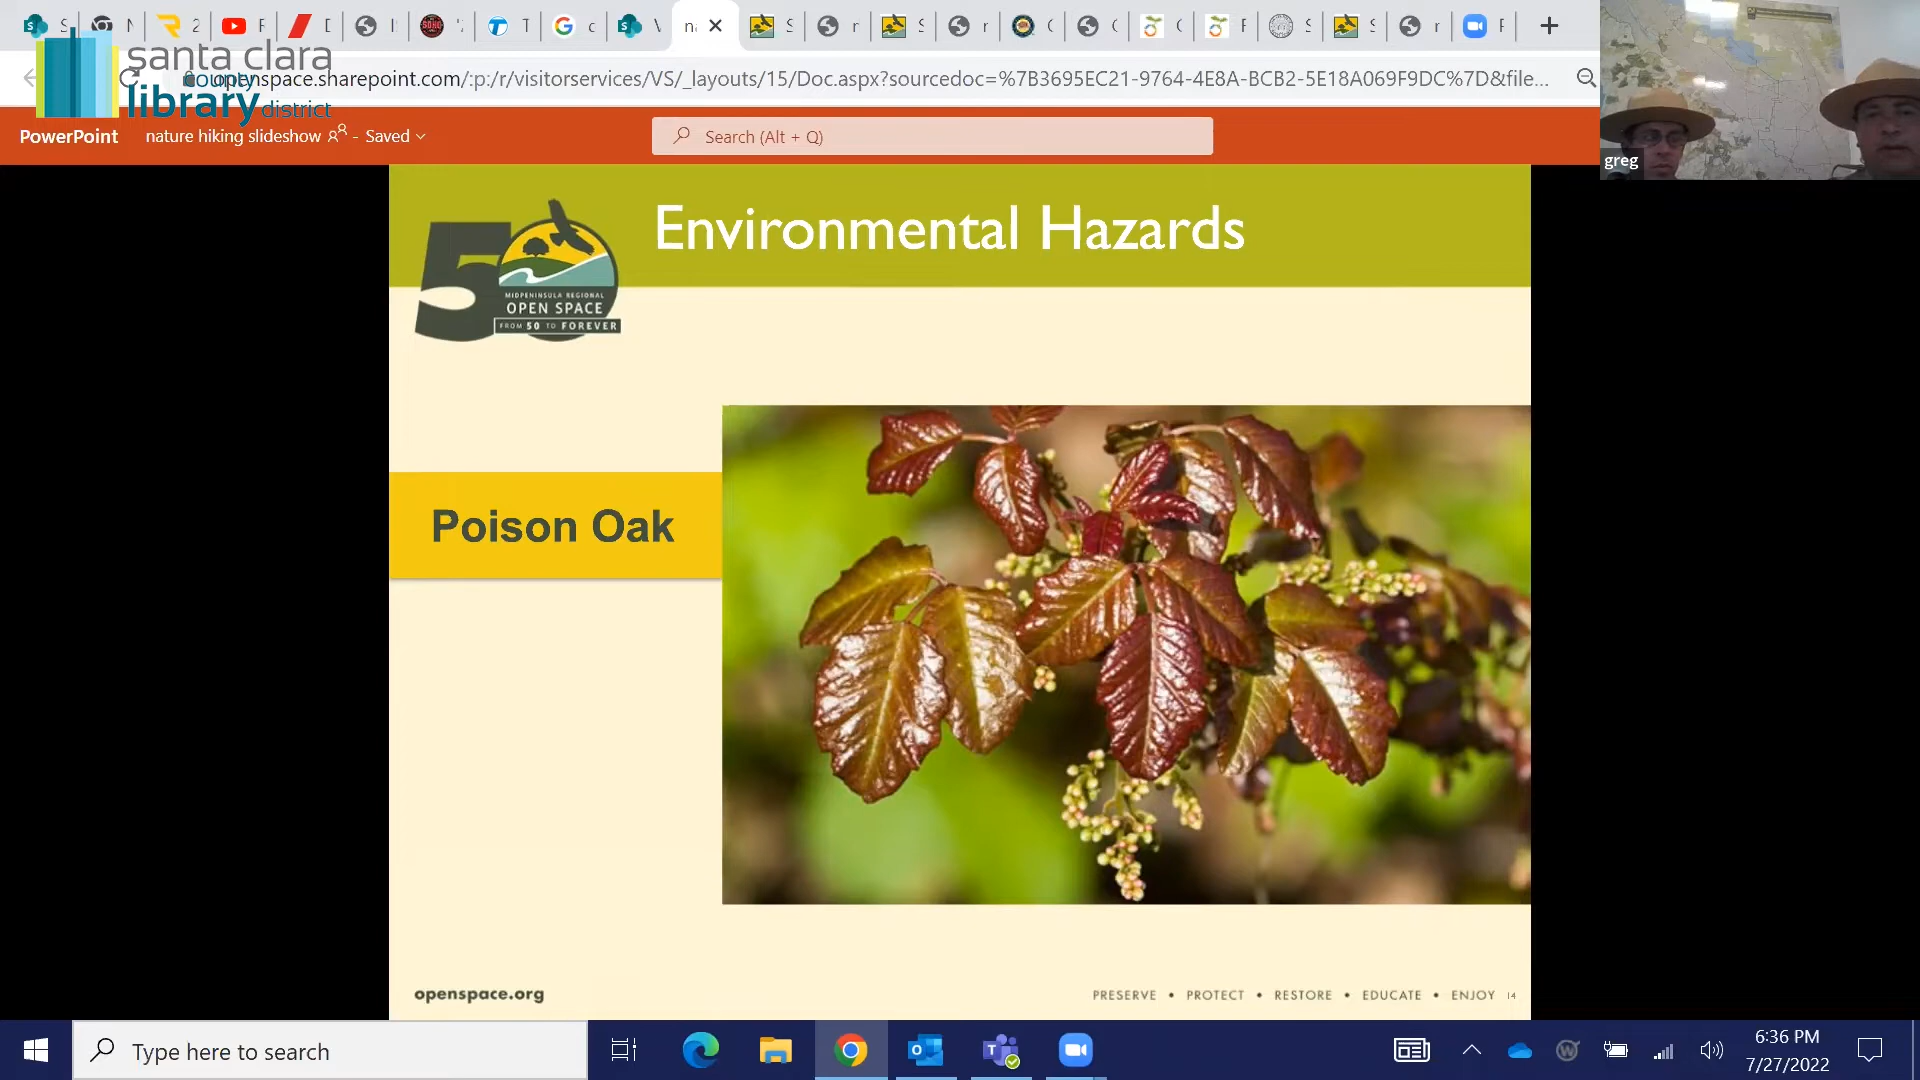 santa clara
county
library district
openspace.sharepoint.com/:p:/r/visitorservices/VS/_layouts/15/Doc.aspx?sourcedoc=%7B3695EC21-9764-4E8A-BCB2-5E18A069F9DC%7D&file...
PowerPoint nature hiking slideshow - Saved
Search (Alt + Q)
greg
Environmental Hazards
50
MIDPENINSULA REGIONAL
OPEN SPACE
FROM 50 TO FOREVER
Poison Oak
openspace.org
PRESERVE • PROTECT • RESTORE • EDUCATE • ENJOY 14
Type here to search
6:36 PM
7/27/2022